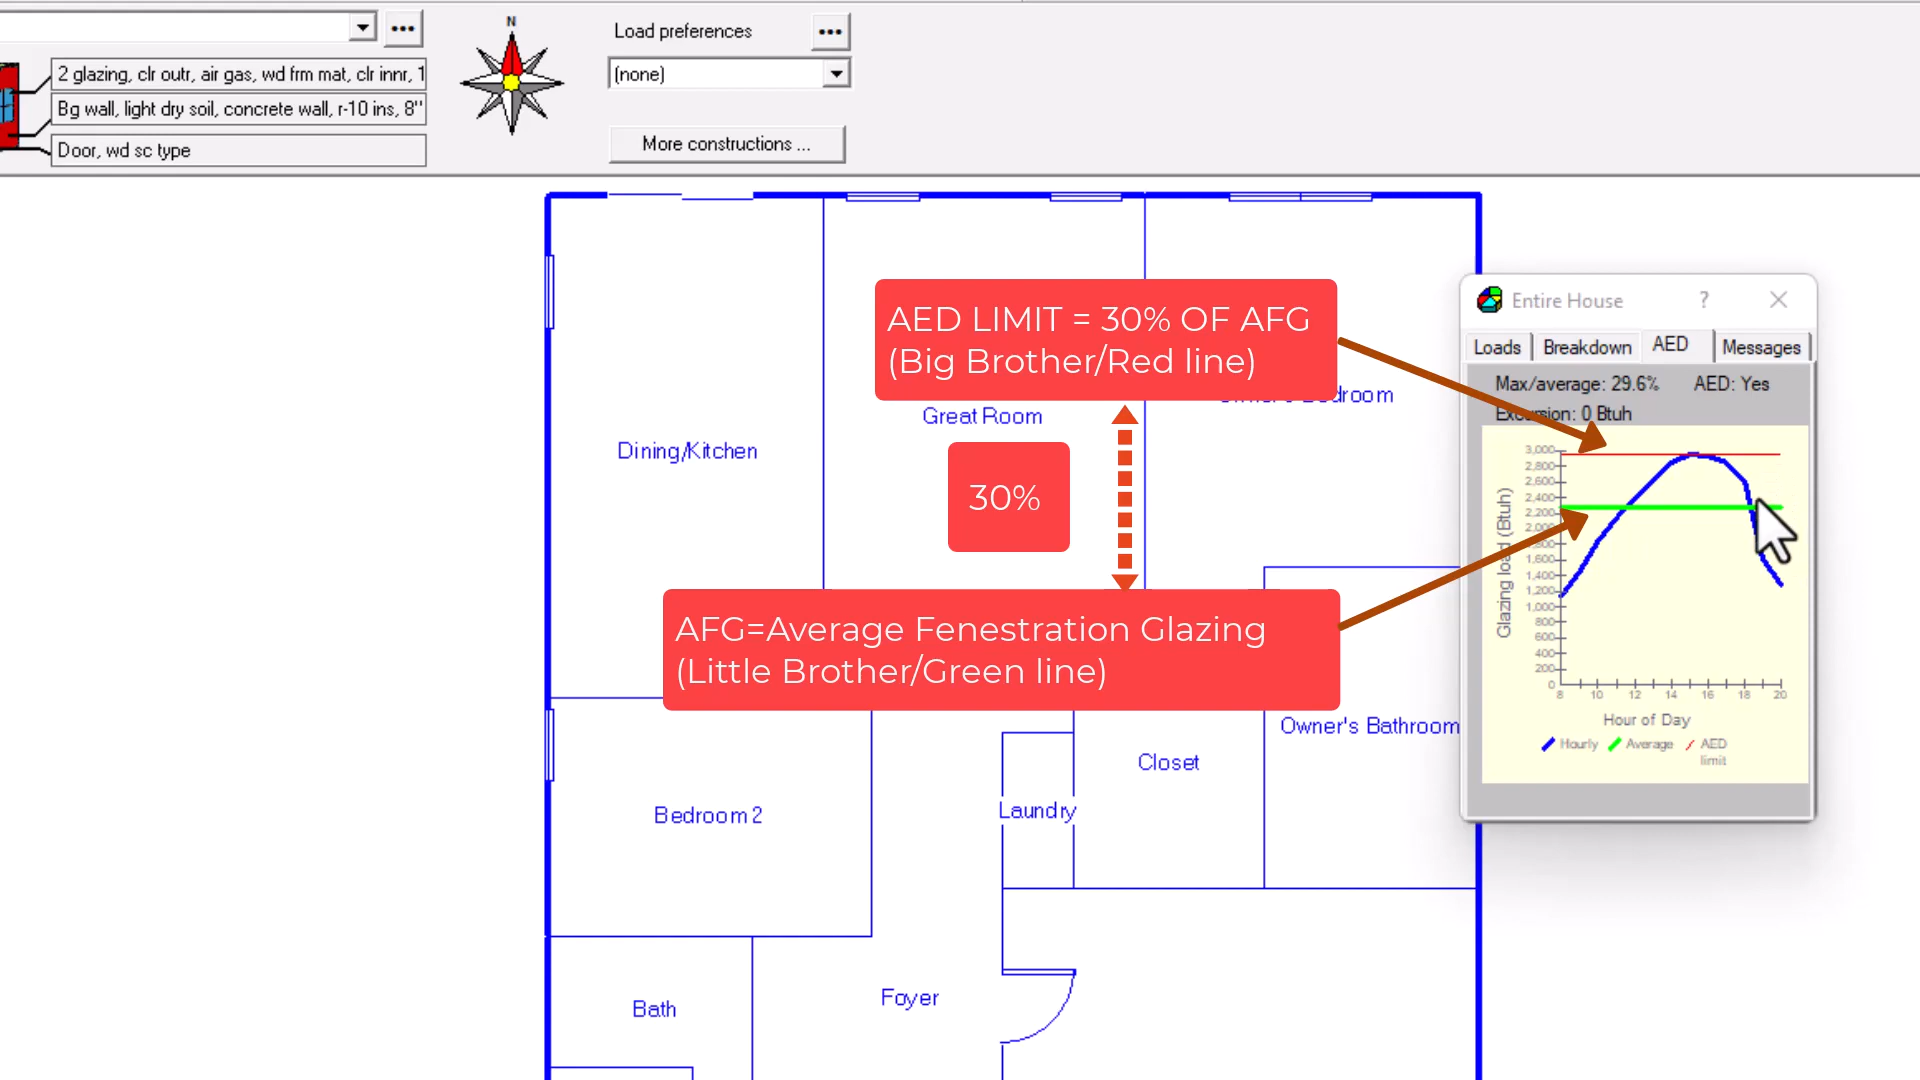 N
Load preferences
(none)
More constructions ...
2 glazing, clr outr, air gas, wd frm mat, clr innr, 1
Bg wall, light dry soil, concrete wall, r-10 ins, 8"
Door, wd sc type
AED LIMIT = 30% OF AFG
(Big Brother/Red line)
Great Room
Dining/Kitchen
30%
AFG=Average Fenestration Glazing
(Little Brother/Green line)
Owner's Bathroom
Closet
Laundry
Bedroom 2
Foyer
Bath
Entire House
?
Loads
Breakdown
AED
Messages
Max/average: 29.6%
AED: Yes
Excursion: 0 Btuh
Glazing load (Btuh)
3,000
2,800
2,600
2,400
2,200
2,000
1,600
1,400
1,200
1,000
800
600
400
200
0
8
10
12
14
16
18
20
Hour of Day
Hourly
Average
AED
limit